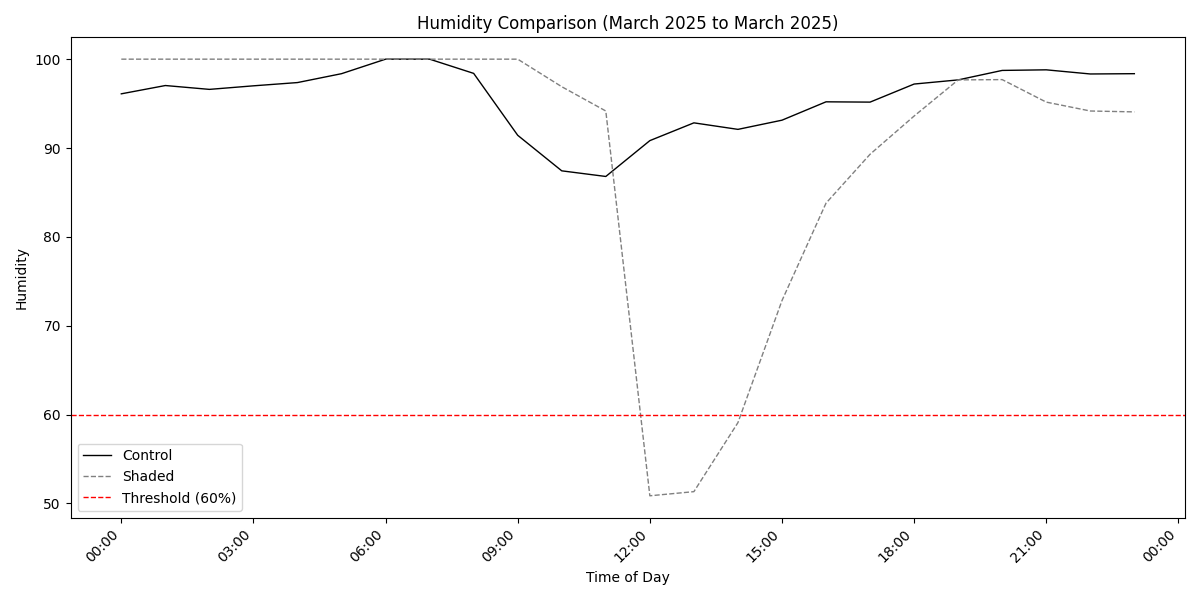 Humidity Comparison (March 2025 to March 2025)
100
90
80
70
60
50
Humidity
Control
Shaded
Threshold (60%)
00:00
03:00
06:00
09:00
12:00
15:00
18:00
21:00
00:00
Time of Day